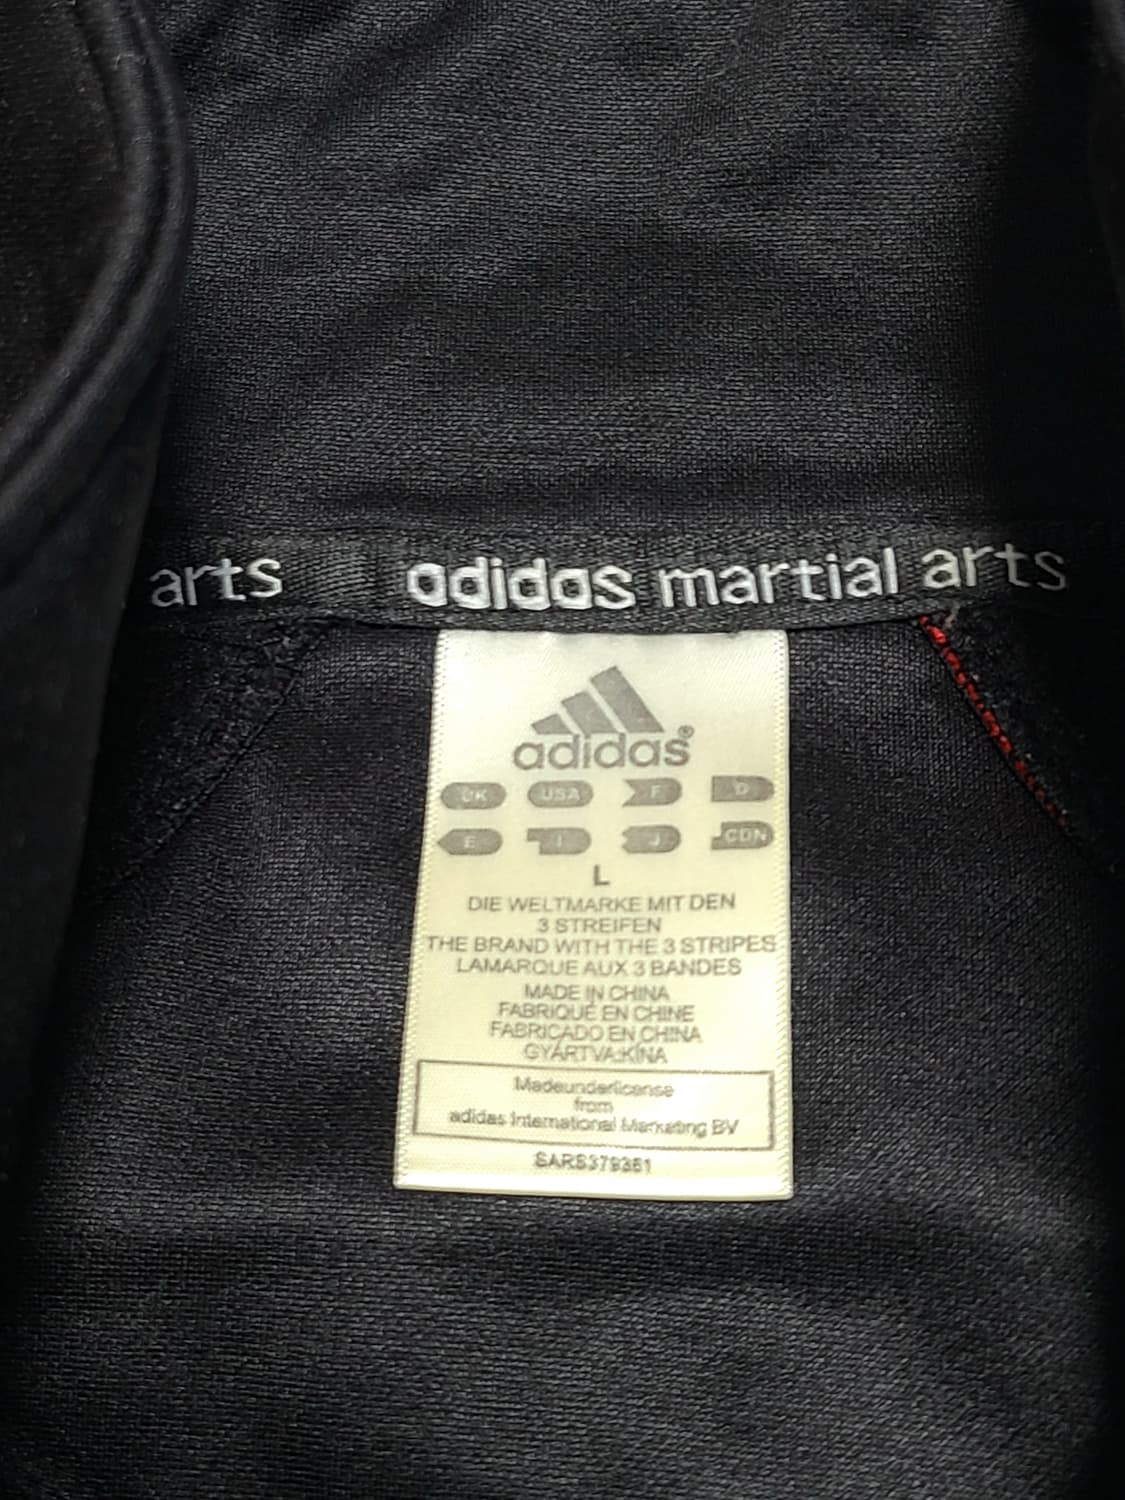 arts adidas martial arts
adidas®
UK USA F D
E I J CDN
L
DIE WELTMARKE MIT DEN
3 STREIFEN
THE BRAND WITH THE 3 STRIPES
LAMARQUE AUX 3 BANDES
MADE IN CHINA
FABRIQUÉ EN CHINE
FABRICADO EN CHINA
GYÁRTVA:KÍNA
Madeunderlicense
from
adidas International Marketing BV
SARS379361